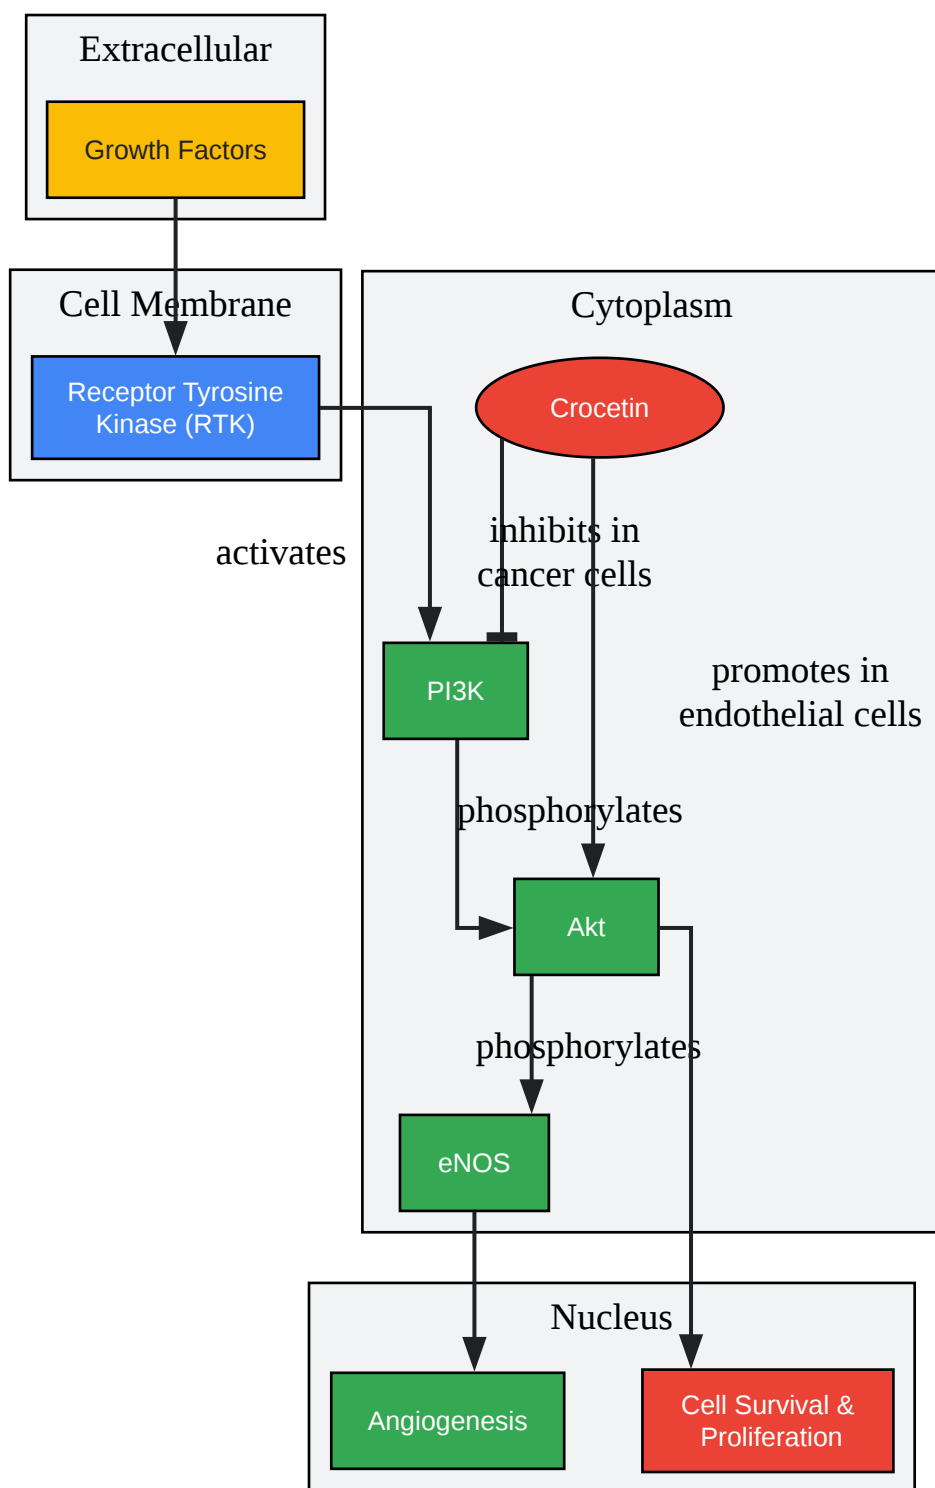 Extracellular
Growth Factors
Cell Membrane
Receptor Tyrosine
Kinase (RTK)
Cytoplasm
Crocetin
activates
inhibits in
cancer cells
PI3K
promotes in
endothelial cells
phosphorylates
Akt
phosphorylates
eNOS
Nucleus
Angiogenesis
Cell Survival &
Proliferation